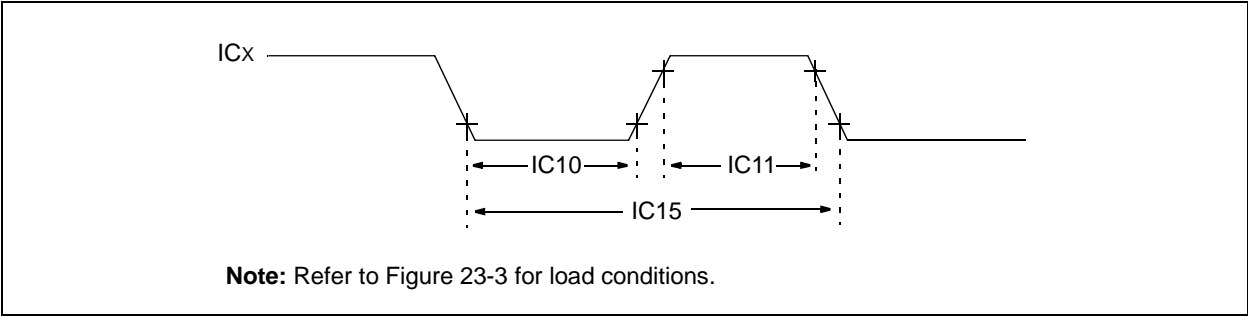 ICx
IC10
IC11
IC15
Note: Refer to Figure 23-3 for load conditions.